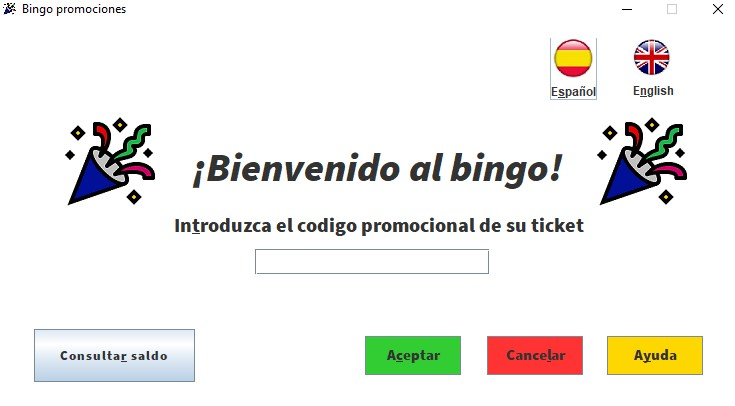 Bingo promociones
Español
English
¡Bienvenido al bingo!
Introduzca el codigo promocional de su ticket
Consultar saldo
Aceptar
Cancelar
Ayuda